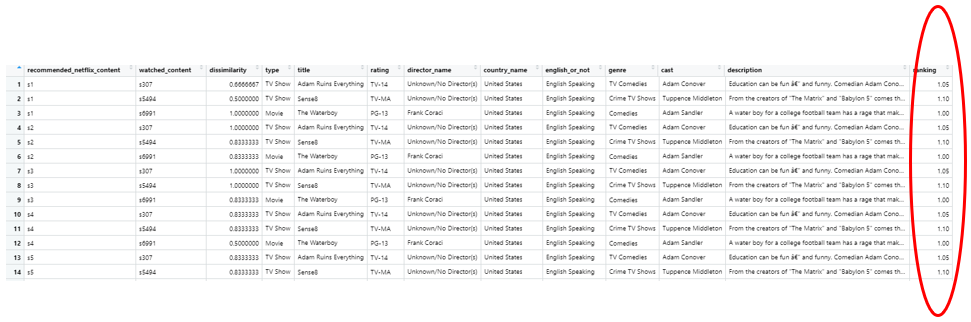 recommended_netflix_content watched_content dissimilarity type title rating director_name country_name english_or_not genre cast description ranking
1 s1 s307 0.6666667 TV Show Adam Ruins Everything TV-14 Unknown/No Director(s) United States English Speaking TV Comedies Adam Conover Education can be fun â€" and funny. Comedian Adam Cono... 1.05
2 s1 s5494 0.5000000 TV Show Sense8 TV-MA Unknown/No Director(s) United States English Speaking Crime TV Shows Tuppence Middleton From the creators of "The Matrix" and "Babylon 5" comes th... 1.10
3 s1 s6991 1.0000000 Movie The Waterboy PG-13 Frank Coraci United States English Speaking Comedies Adam Sandler A water boy for a college football team has a rage that mak... 1.00
4 s2 s307 1.0000000 TV Show Adam Ruins Everything TV-14 Unknown/No Director(s) United States English Speaking TV Comedies Adam Conover Education can be fun â€" and funny. Comedian Adam Cono... 1.05
5 s2 s5494 0.8333333 TV Show Sense8 TV-MA Unknown/No Director(s) United States English Speaking Crime TV Shows Tuppence Middleton From the creators of "The Matrix" and "Babylon 5" comes th... 1.10
6 s2 s6991 0.8333333 Movie The Waterboy PG-13 Frank Coraci United States English Speaking Comedies Adam Sandler A water boy for a college football team has a rage that mak... 1.00
7 s3 s307 1.0000000 TV Show Adam Ruins Everything TV-14 Unknown/No Director(s) United States English Speaking TV Comedies Adam Conover Education can be fun â€" and funny. Comedian Adam Cono... 1.05
8 s3 s5494 1.0000000 TV Show Sense8 TV-MA Unknown/No Director(s) United States English Speaking Crime TV Shows Tuppence Middleton From the creators of "The Matrix" and "Babylon 5" comes th... 1.10
9 s3 s6991 0.8333333 Movie The Waterboy PG-13 Frank Coraci United States English Speaking Comedies Adam Sandler A water boy for a college football team has a rage that mak... 1.00
10 s4 s307 0.8333333 TV Show Adam Ruins Everything TV-14 Unknown/No Director(s) United States English Speaking TV Comedies Adam Conover Education can be fun â€" and funny. Comedian Adam Cono... 1.05
11 s4 s5494 0.8333333 TV Show Sense8 TV-MA Unknown/No Director(s) United States English Speaking Crime TV Shows Tuppence Middleton From the creators of "The Matrix" and "Babylon 5" comes th... 1.10
12 s4 s6991 0.5000000 Movie The Waterboy PG-13 Frank Coraci United States English Speaking Comedies Adam Sandler A water boy for a college football team has a rage that mak... 1.00
13 s5 s307 0.8333333 TV Show Adam Ruins Everything TV-14 Unknown/No Director(s) United States English Speaking TV Comedies Adam Conover Education can be fun â€" and funny. Comedian Adam Cono... 1.05
14 s5 s5494 0.8333333 TV Show Sense8 TV-MA Unknown/No Director(s) United States English Speaking Crime TV Shows Tuppence Middleton From the creators of "The Matrix" and "Babylon 5" comes th... 1.10